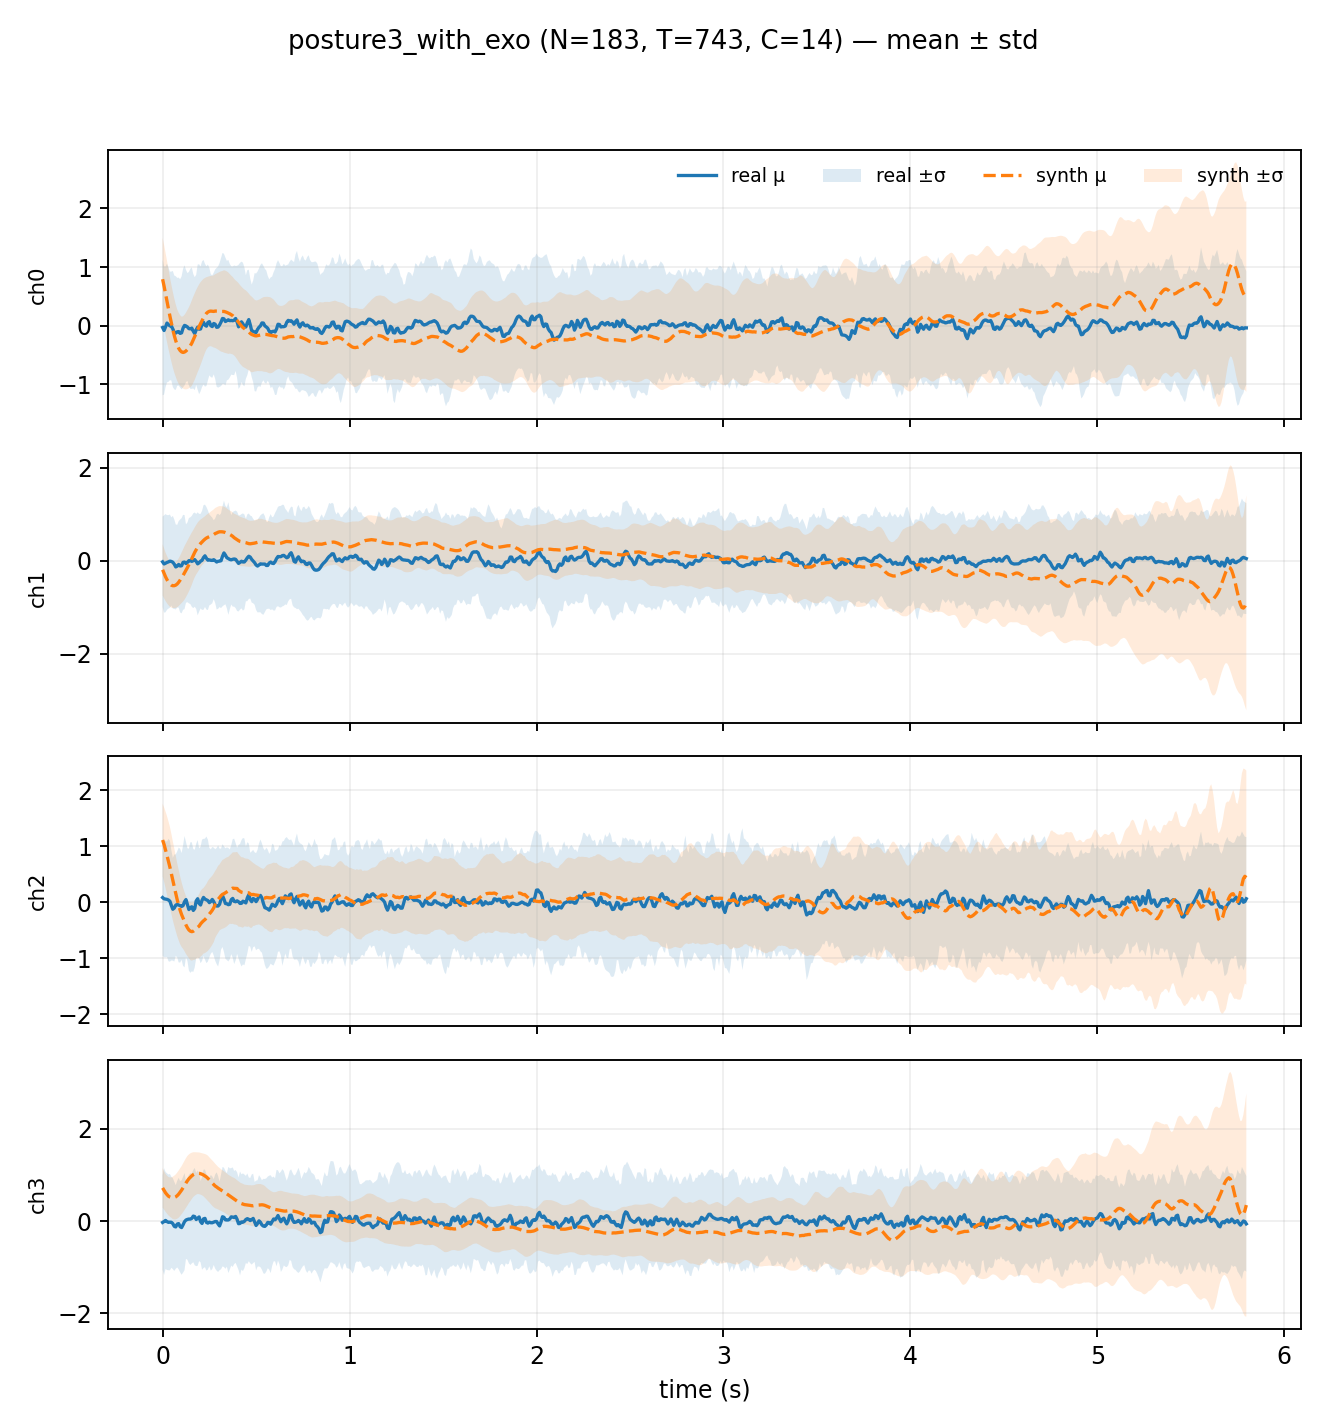 posture3_with_exo (N=183, T=743, C=14) — mean ± std
real μ real ±σ synth μ synth ±σ
ch0
2
1
0
−1
ch1
2
0
−2
ch2
2
1
0
−1
−2
ch3
2
0
−2
0 1 2 3 4 5 6
time (s)